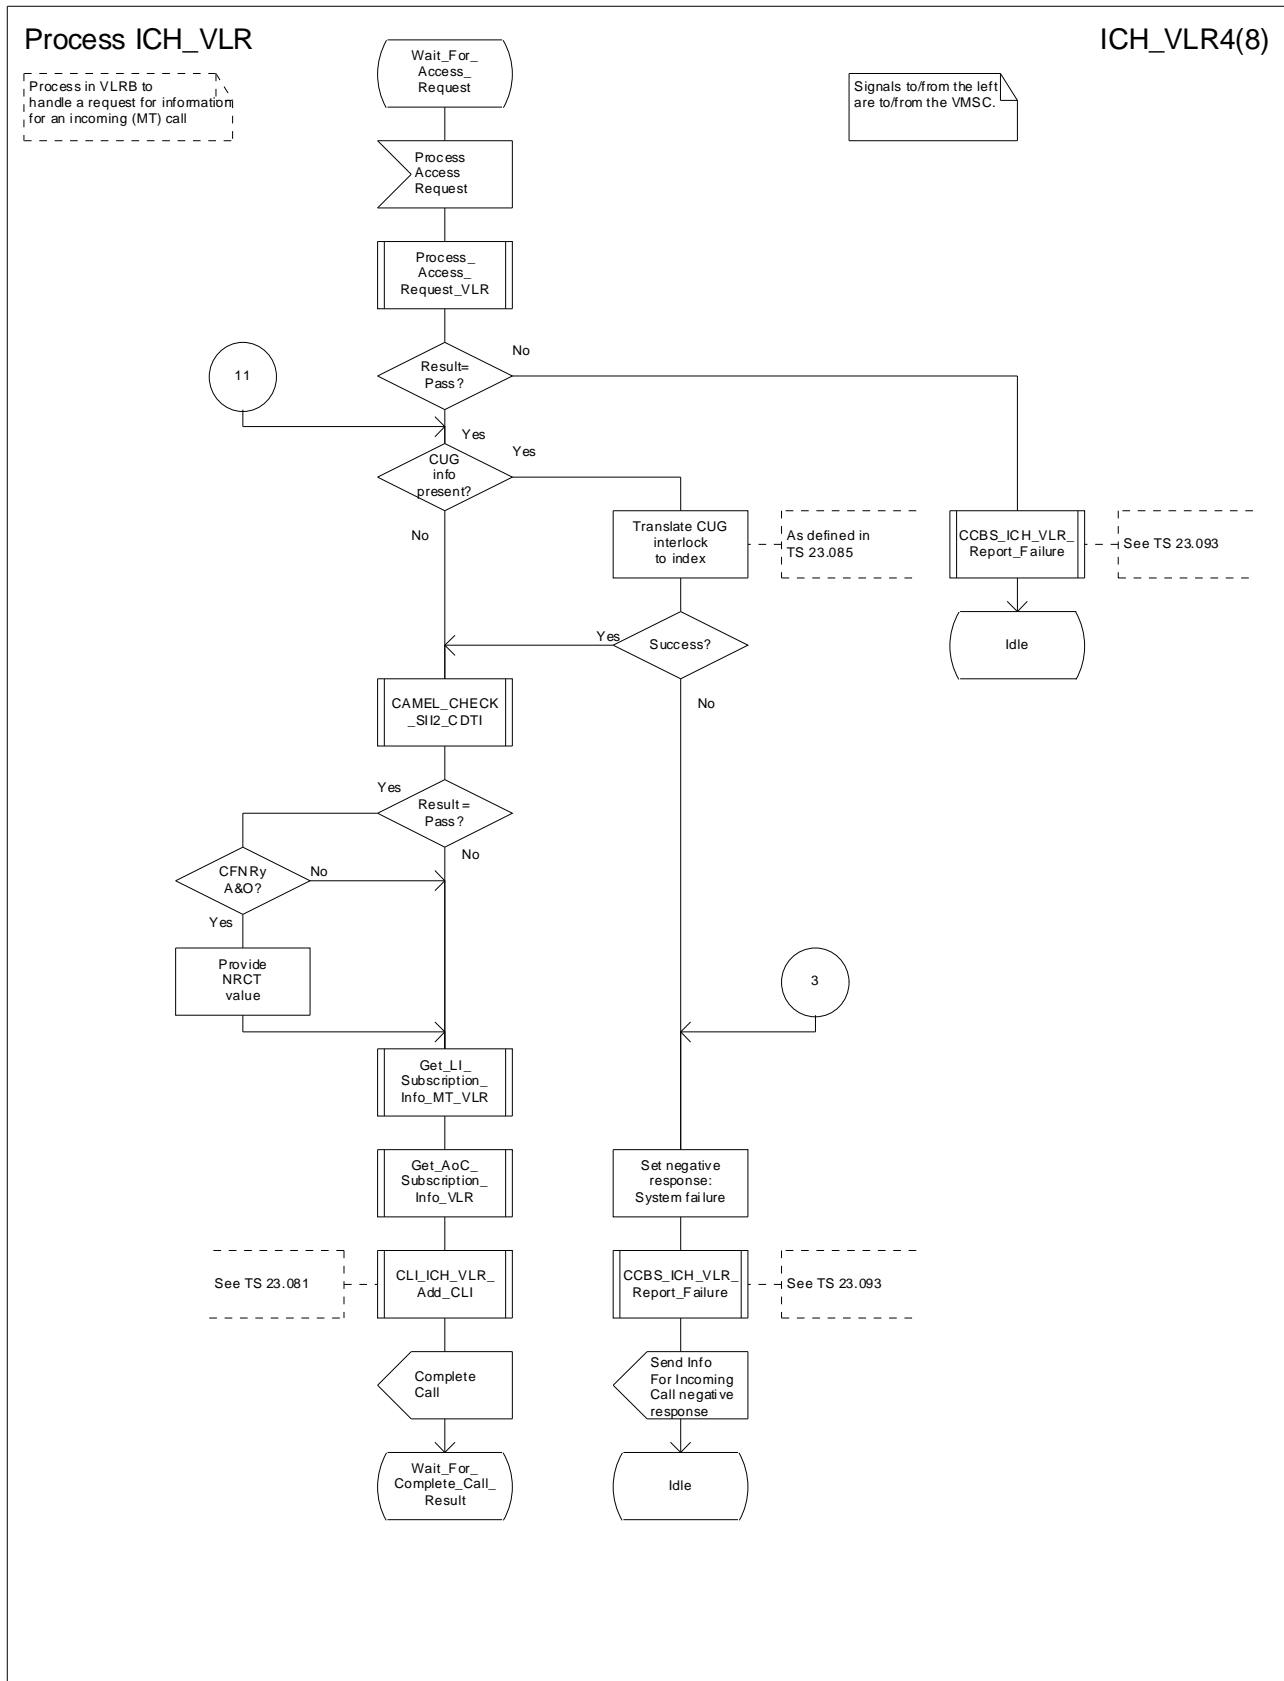 Process ICH_VLR
ICH_VLR4(8)
Process in VLRB to
handle a request for information
for an incoming (MT) call
Signals to/from the left
are to/from the VMSC.
Wait_For_
Access_
Request
Process
Access
Request
Process_
Access_
Request_VLR
No
Result=
Pass?
11
Yes
CUG
info
present?
Yes
No
Translate CUG
interlock
to index
As defined in
TS 23.085
CCBS_ICH_VLR_
Report_Failure
See TS 23.093
Yes
Success?
Idle
No
CAMEL_CHECK
_SII2_CDTI
Yes
Result=
Pass?
No
CFNRy
A&O?
No
Yes
Provide
NRCT
value
3
Get_LI_
Subscription_
Info_MT_VLR
Get_AoC_
Subscription_
Info_VLR
Set negative
response:
System failure
See TS 23.081
CLI_ICH_VLR_
Add_CLI
CCBS_ICH_VLR_
Report_Failure
See TS 23.093
Complete
Call
Send Info
For Incoming
Call negative
response
Wait_For_
Complete_Call_
Result
Idle